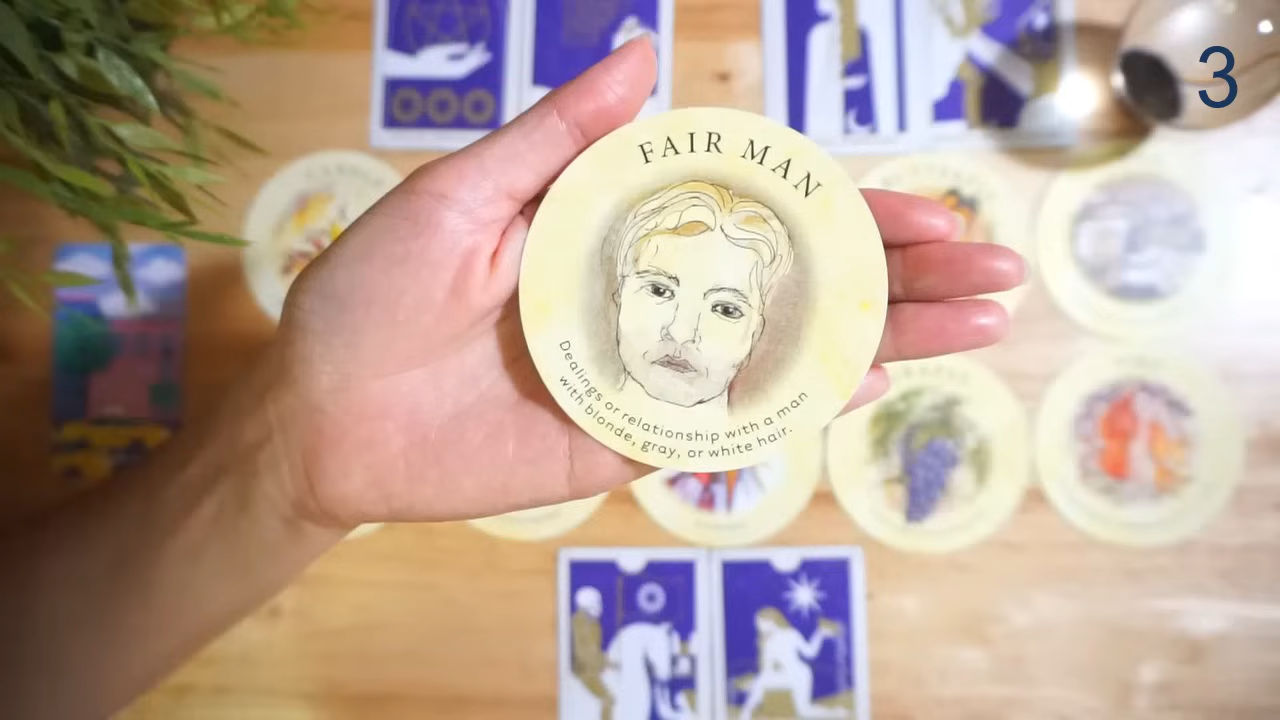 3
FAIR MAN
Dealings or relationship with a man
with blonde, gray, or white hair.